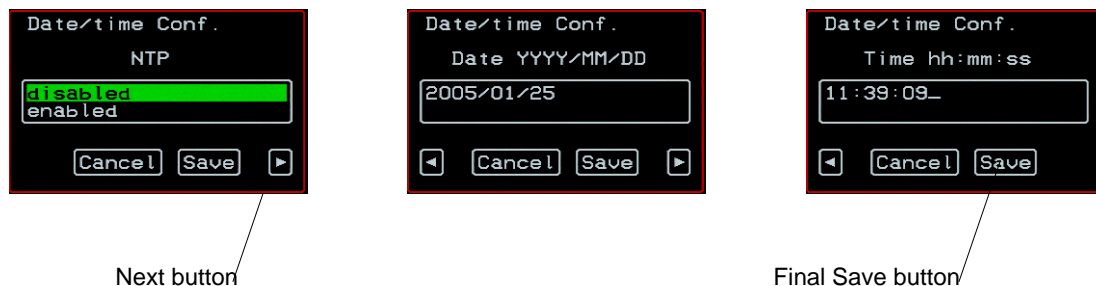 Date/time Conf.
NTP
disabled
enabled
Cancel Save
Date/time Conf.
Date YYYY/MM/DD
2005/01/25
Cancel Save
Date/time Conf.
Time hh:mm:ss
11:39:09_
Cancel Save
Next button
Final Save button